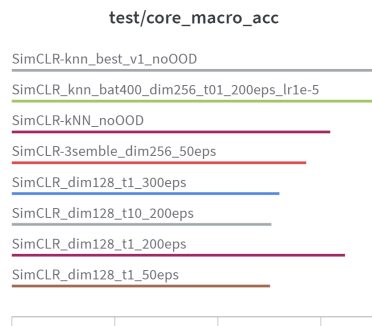 test/core_macro_acc
SimCLR-knn_best_v1_noOOD
SimCLR_knn_bat400_dim256_t01_200eps_lr1e-5
SimCLR-kNN_noOOD
SimCLR-3semble_dim256_50eps
SimCLR_dim128_t1_300eps
SimCLR_dim128_t10_200eps
SimCLR_dim128_t1_200eps
SimCLR_dim128_t1_50eps